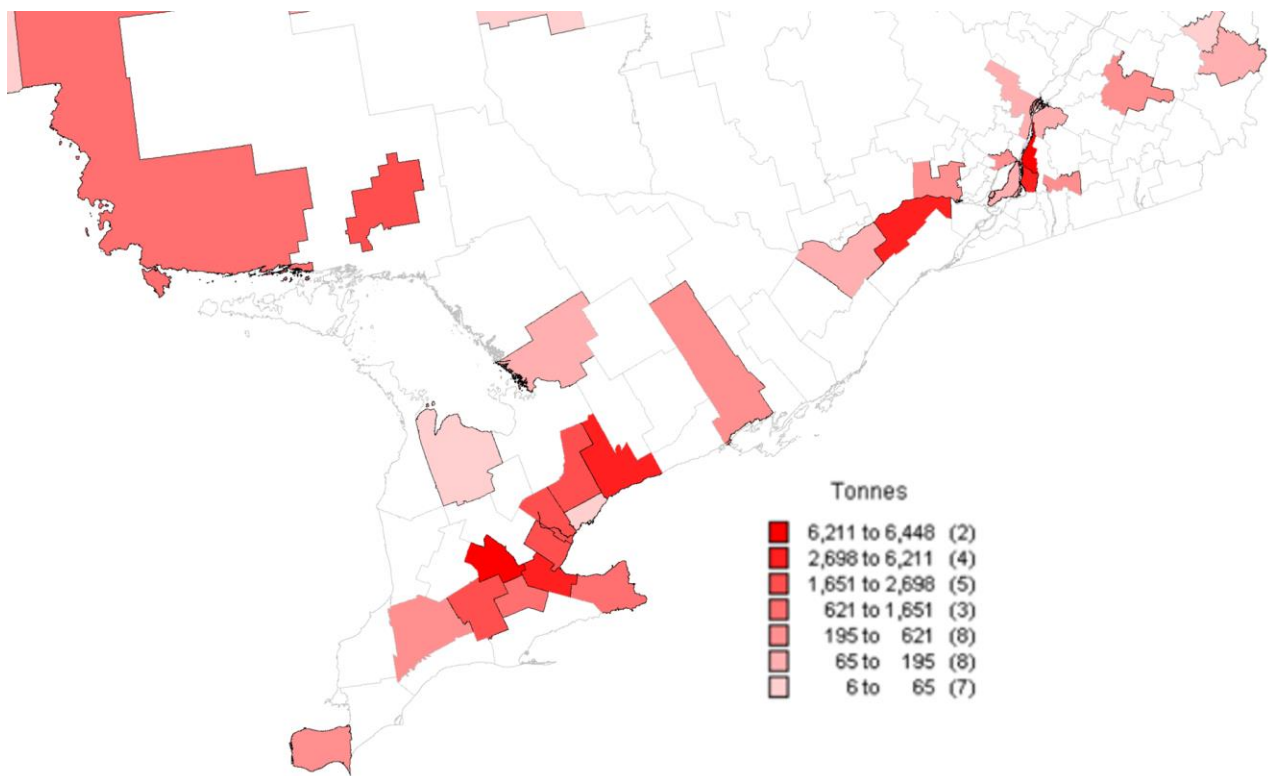 Tonnes
6,211 to 6,448 (2)
2,698 to 6,211 (4)
1,651 to 2,698 (5)
621 to 1,651 (3)
195 to 621 (8)
65 to 195 (8)
6 to 65 (7)